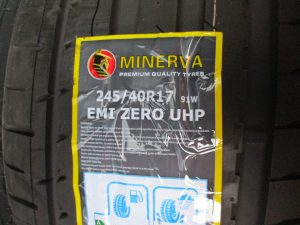 MINERVA
PREMIUM QUALITY TYRES
245/40R17 91W
EMI ZERO UHP